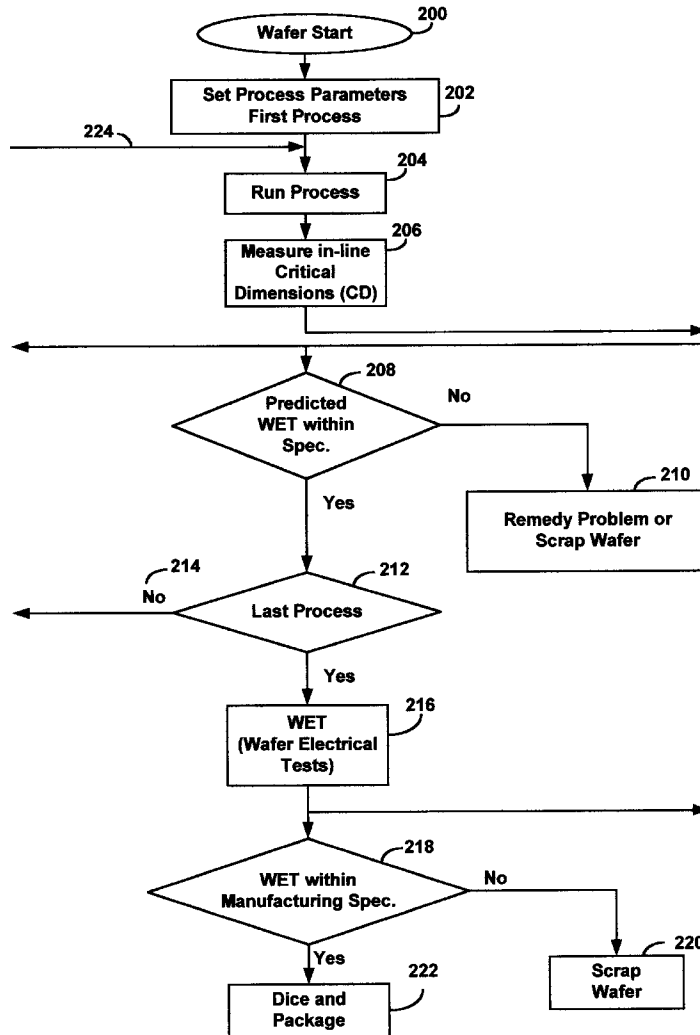 Wafer Start
200
Set Process Parameters
First Process
202
224
Run Process
204
Measure in-line
Critical
Dimensions (CD)
206
208
Predicted
WET within
Spec.
No
210
Remedy Problem or
Scrap Wafer
Yes
214
No
212
Last Process
Yes
WET
(Wafer Electrical
Tests)
216
218
WET within
Manufacturing Spec.
No
220
Scrap
Wafer
Yes
222
Dice and
Package